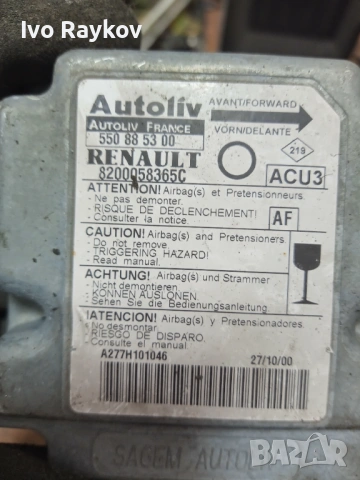 Ivo Raykov
Autoliv
AVANT/FORWARD
AUTOLIV FRANCE
VORN/DELANTE
550 88 53 00
RENAULT
8200058365C
219
ACU3
ATTENTION! Airbag(s) et Pretensionneurs
- Ne pas demonter.
- RISQUE DE DECLENCHEMENT!
- Consulter la notice.
AF
CAUTION! Airbag(s) and Pretensioners
- Do not remove.
- TRIGGERING HAZARD!
- Read manual.
ACHTUNG! Airbag(s) und Strammer
- Nicht demontieren.
- KONNEN AUSLOSEN
- Sehen Sie die Bedienungsanleitung.
!ATENCION! Airbag(s) y Pretensionadores.
- No desmontar
- RIESGO DE DISPARO.
- Consulte el manual
A277H101046
27/10/00
SAGEM AUTO
BAZAR